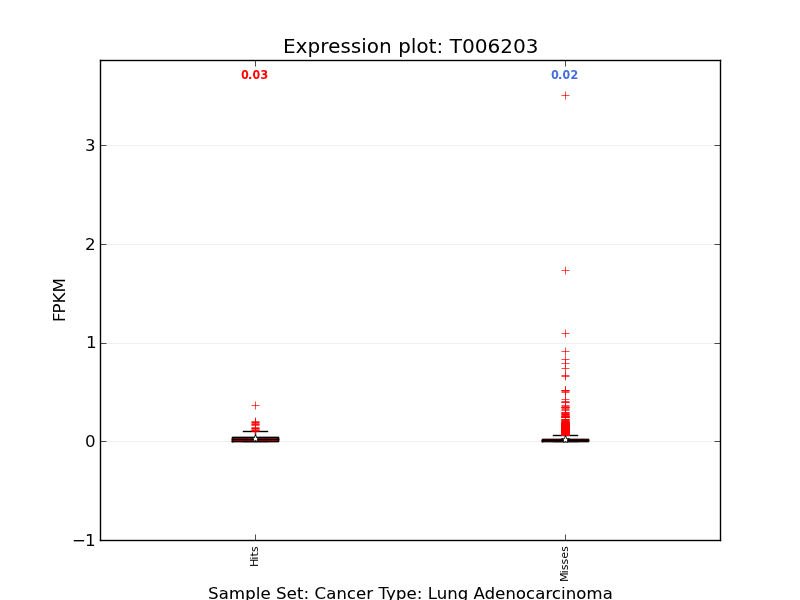 Expression plot: T006203
0.03 0.02
3
2
1
0
−1
FPKM
Hits Misses
Sample Set: Cancer Type: Lung Adenocarcinoma